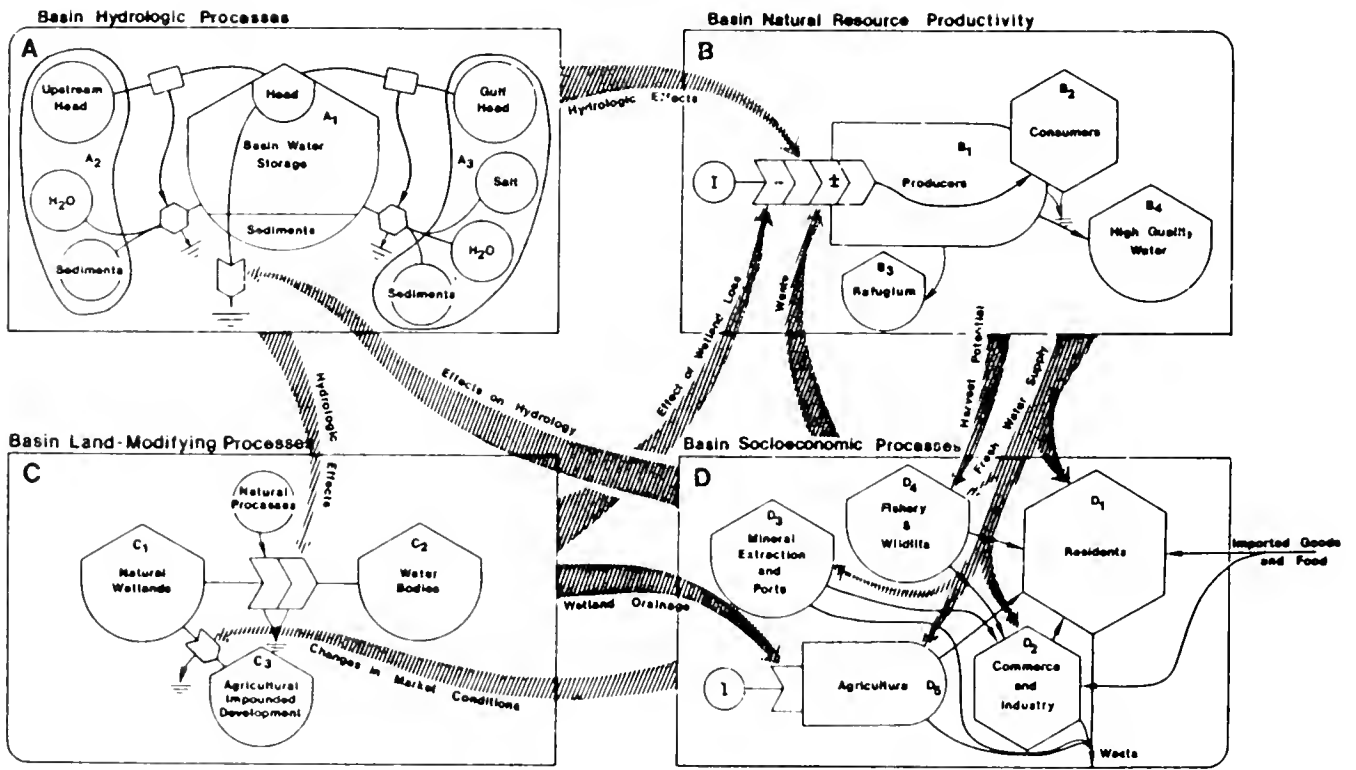 Basin Hydrologic Processes
A
Upstream
Head
Head
Gulf
Head
A1
Basin Water
Storage
A2
A3
Salt
H2O
H2O
Sediments
Sediments
Sediments
Basin Natural Resource Productivity
B
Hydrologic Effects
I
-
±
B1
Producers
B2
Consumers
B3
Refugium
B4
High Quality
Water
Effects on Hydrology
Hydrologic
Effects
Effect of Wetland Loss
Waste
Harvest Potential
Fresh Water Supply
Basin Land-Modifying Processes
C
Natural
Processes
C1
Natural
Wetlands
C2
Water
Bodies
C3
Agricultural
Impounded
Development
Changes in Market Conditions
Wetland Drainage
Basin Socioeconomic Processes
D
D4
Fishery
&
Wildlife
D3
Mineral
Extraction
and
Ports
D1
Residents
Imported Goods
and Food
D2
Commerce
and
Industry
I
Agriculture
D5
Waste